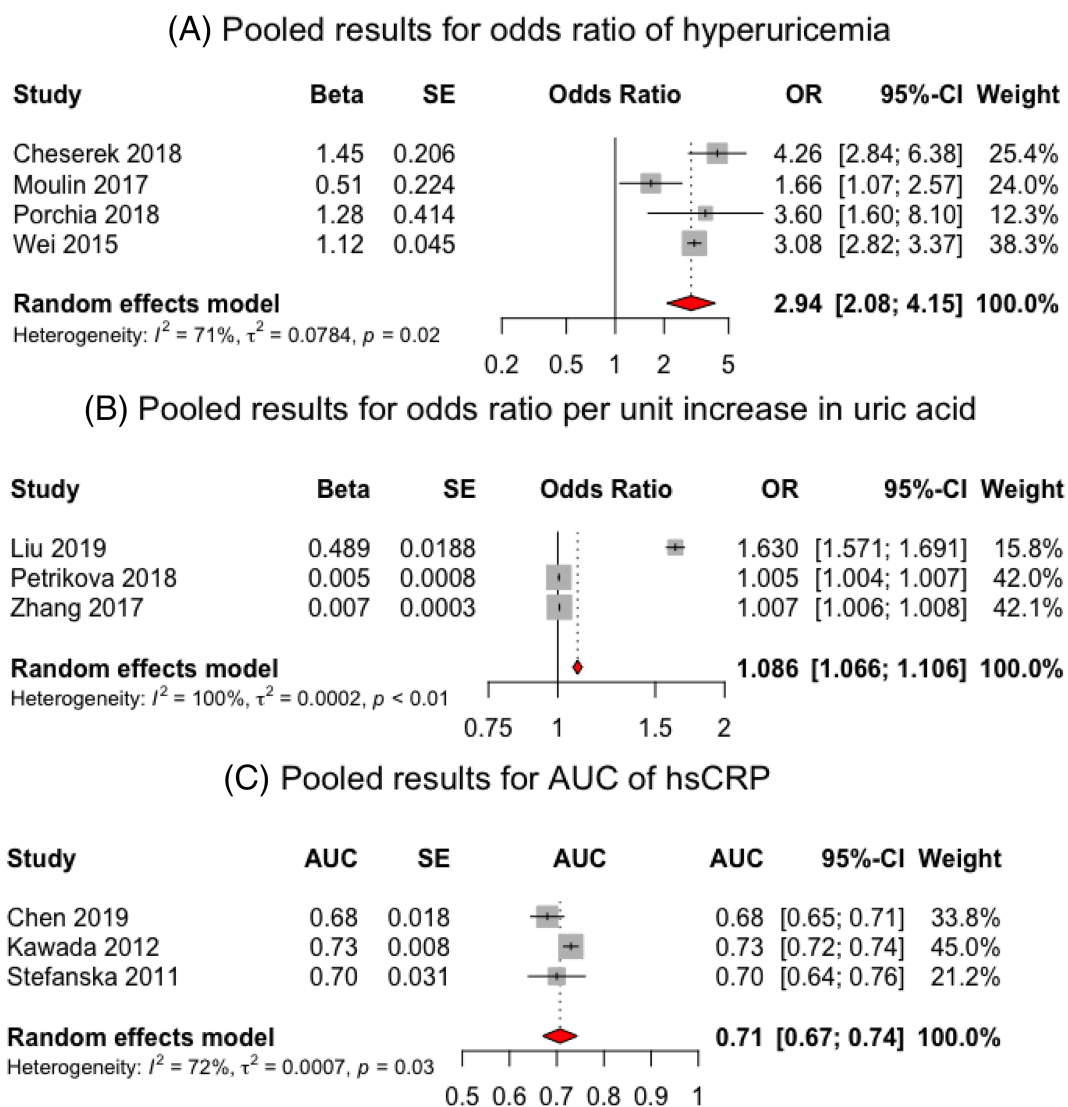 (A) Pooled results for odds ratio of hyperuricemia
Study Beta SE Odds Ratio OR 95%-CI Weight
Cheserek 2018 1.45 0.206 4.26 [2.84; 6.38] 25.4%
Moulin 2017 0.51 0.224 1.66 [1.07; 2.57] 24.0%
Porchia 2018 1.28 0.414 3.60 [1.60; 8.10] 12.3%
Wei 2015 1.12 0.045 3.08 [2.82; 3.37] 38.3%
Random effects model 2.94 [2.08; 4.15] 100.0%
Heterogeneity: I² = 71%, τ² = 0.0784, p = 0.02
0.2 0.5 1 2 5
(B) Pooled results for odds ratio per unit increase in uric acid
Study Beta SE Odds Ratio OR 95%-CI Weight
Liu 2019 0.489 0.0188 1.630 [1.571; 1.691] 15.8%
Petrikova 2018 0.005 0.0008 1.005 [1.004; 1.007] 42.0%
Zhang 2017 0.007 0.0003 1.007 [1.006; 1.008] 42.1%
Random effects model 1.086 [1.066; 1.106] 100.0%
Heterogeneity: I² = 100%, τ² = 0.0002, p < 0.01
0.75 1 1.5 2
(C) Pooled results for AUC of hsCRP
Study AUC SE AUC AUC 95%-CI Weight
Chen 2019 0.68 0.018 0.68 [0.65; 0.71] 33.8%
Kawada 2012 0.73 0.008 0.73 [0.72; 0.74] 45.0%
Stefanska 2011 0.70 0.031 0.70 [0.64; 0.76] 21.2%
Random effects model 0.71 [0.67; 0.74] 100.0%
Heterogeneity: I² = 72%, τ² = 0.0007, p = 0.03
0.5 0.6 0.7 0.8 0.9 1